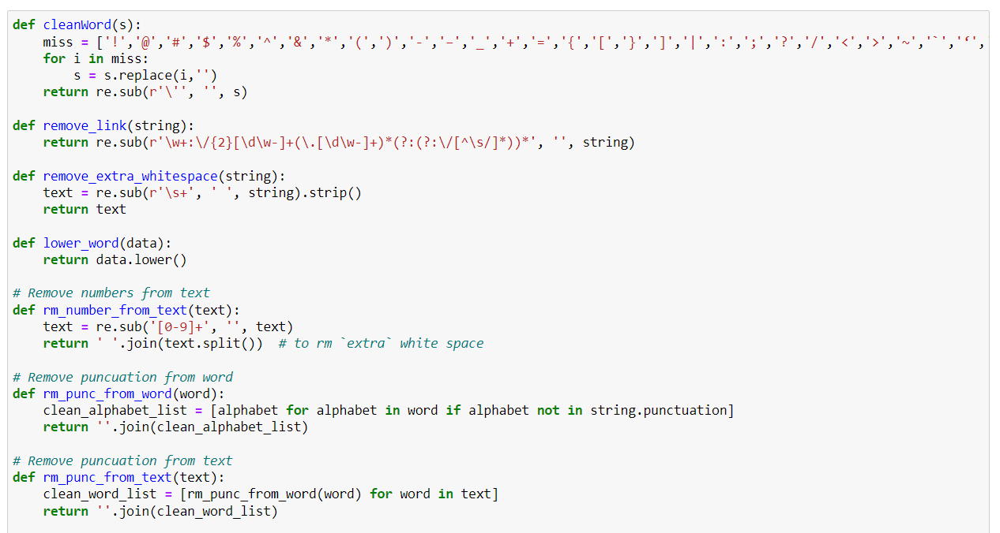 def cleanWord(s):
    miss = ['!','@','#','$','%','^','&','*','(',')','-','–','_','+','=','{','[','}',']','|',':',';','?','/','<','>','~','`','‘',
    for i in miss:
        s = s.replace(i,'')
    return re.sub(r'\'', '', s)

def remove_link(string):
    return re.sub(r'\w+:\/{2}[\d\w-]+(\.[\d\w-]+)*(?:(?:\/[^\s/]*))*', '', string)

def remove_extra_whitespace(string):
    text = re.sub(r'\s+', ' ', string).strip()
    return text

def lower_word(data):
    return data.lower()

# Remove numbers from text
def rm_number_from_text(text):
    text = re.sub('[0-9]+', '', text)
    return ' '.join(text.split())  # to rm `extra` white space

# Remove puncuation from word
def rm_punc_from_word(word):
    clean_alphabet_list = [alphabet for alphabet in word if alphabet not in string.punctuation]
    return ''.join(clean_alphabet_list)

# Remove puncuation from text
def rm_punc_from_text(text):
    clean_word_list = [rm_punc_from_word(word) for word in text]
    return ''.join(clean_word_list)